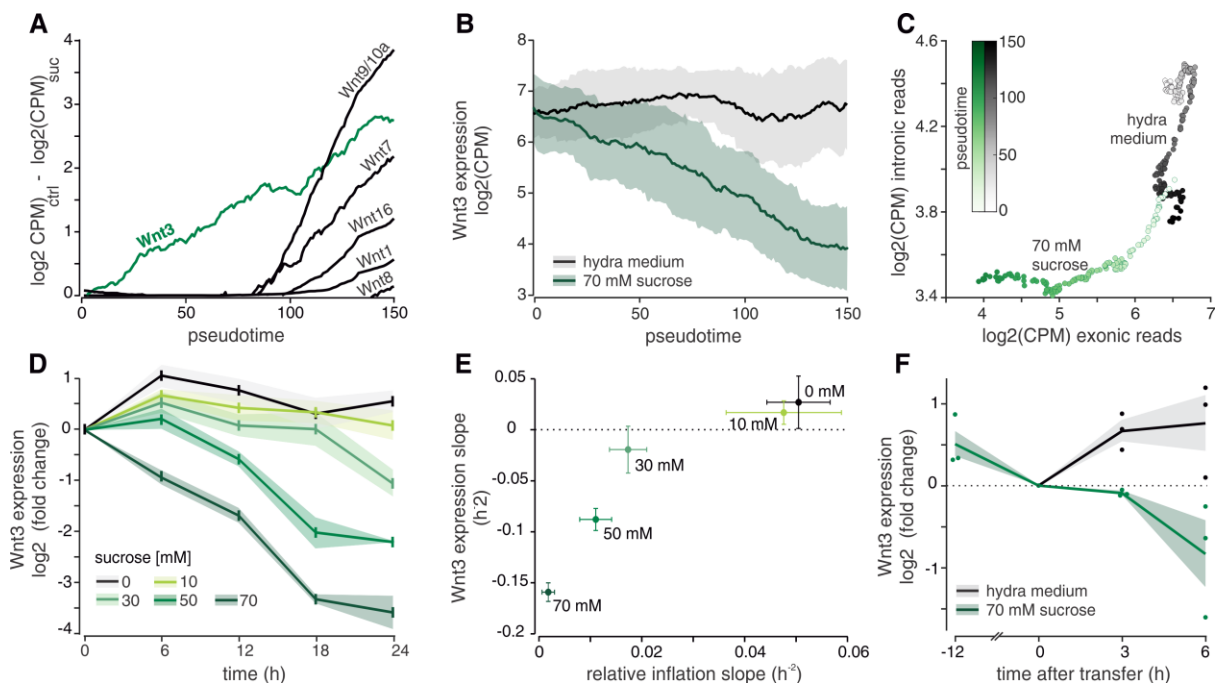 A
log2 CPM)ctrl - log2(CPM)suc
4
3
2
1
0
0
50
100
150
pseudotime
Wnt3
Wnt9/10a
Wnt7
Wnt16
Wnt1
Wnt8
B
Wnt3 expression
log2(CPM)
8
7
6
5
4
3
0
50
100
150
pseudotime
hydra medium
70 mM sucrose
C
log2(CPM) intronic reads
4.6
4.2
3.8
3.4
4
5
6
7
log2(CPM) exonic reads
pseudotime
150
100
50
0
hydra
medium
70 mM
sucrose
D
Wnt3 expression
log2 (fold change)
1
0
-1
-2
-3
-4
0
6
12
18
24
time (h)
sucrose [mM]
0
10
30
50
70
E
Wnt3 expression slope
(h-2)
0.05
0
-0.05
-0.1
-0.15
-0.2
0
0.02
0.04
0.06
relative inflation slope (h-2)
0 mM
10 mM
30 mM
50 mM
70 mM
F
Wnt3 expression
log2 (fold change)
1
0
-1
-12
0
3
6
time after transfer (h)
hydra medium
70 mM sucrose